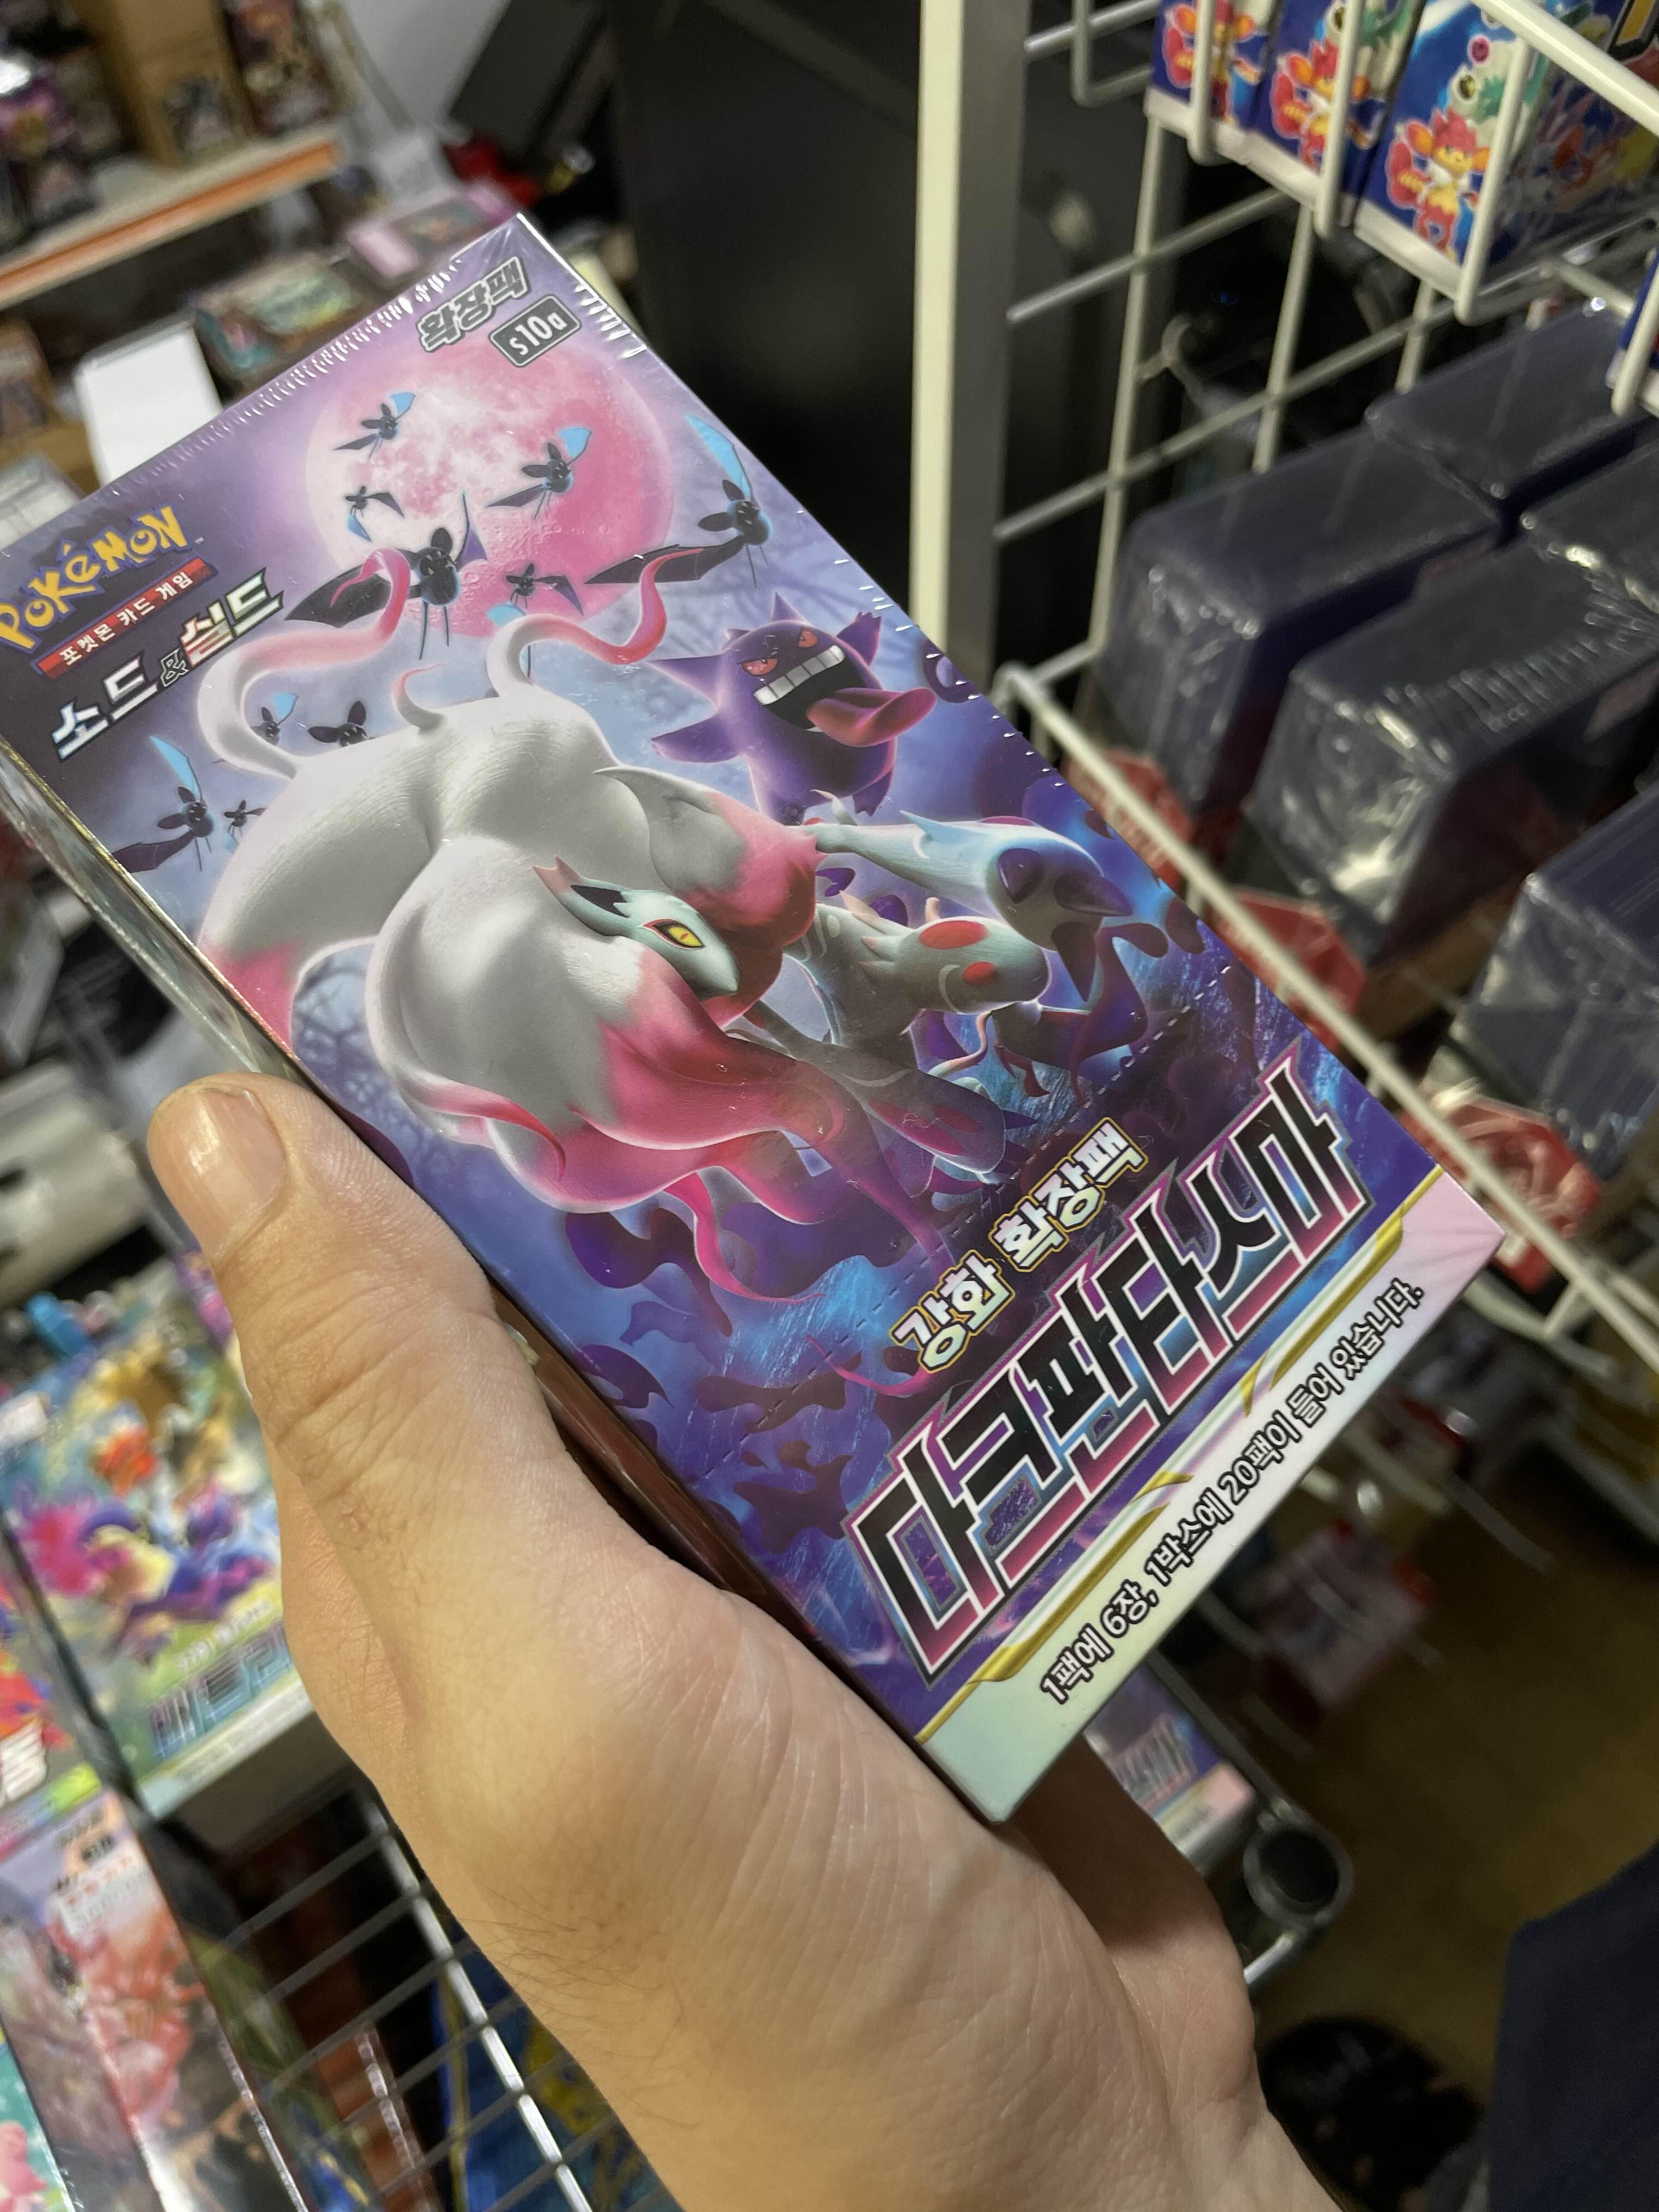 확장팩
s10a
POKéMON
포켓몬 카드 게임
소드&실드
강화 확장팩
다크판타스마
1팩에 6장, 1박스에 20팩이 들어 있습니다.